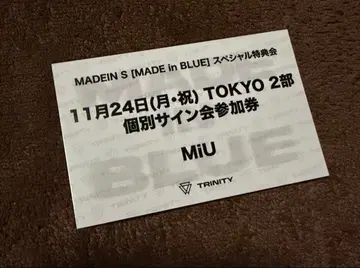 MADEIN S [MADE in BLUE] スペシャル特典会
11月24日(月・祝) TOKYO 2部
個別サイン会参加券
MiU
BLUE
TRINITY